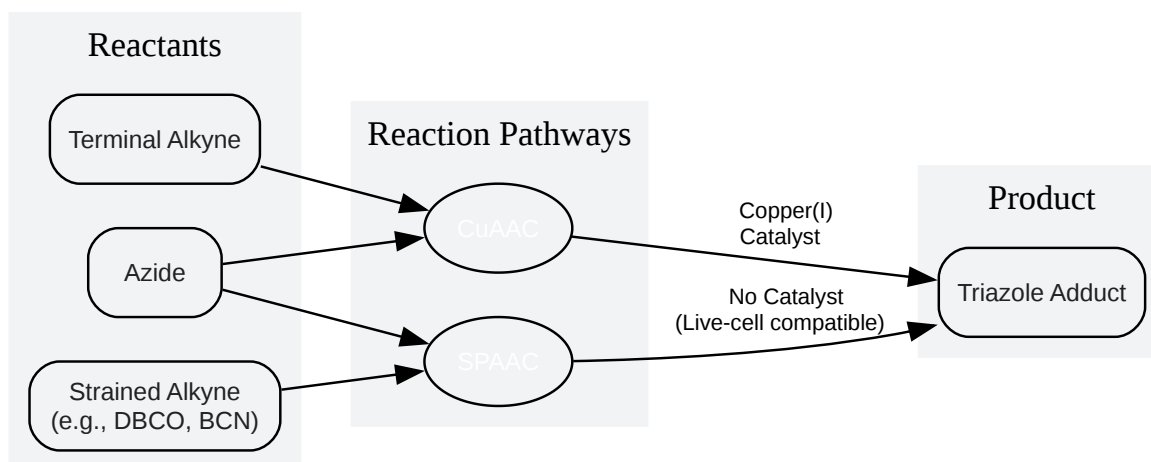 Reactants
Terminal Alkyne
Azide
Strained Alkyne
(e.g., DBCO, BCN)
Reaction Pathways
CuAAC
SPAAC
Copper(I)
Catalyst
No Catalyst
(Live-cell compatible)
Product
Triazole Adduct